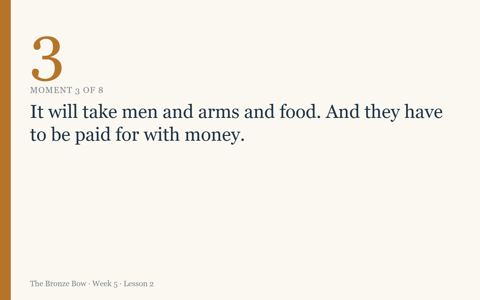 3
MOMENT 3 OF 8
It will take men and arms and food. And they have
to be paid for with money.
The Bronze Bow · Week 5 · Lesson 2